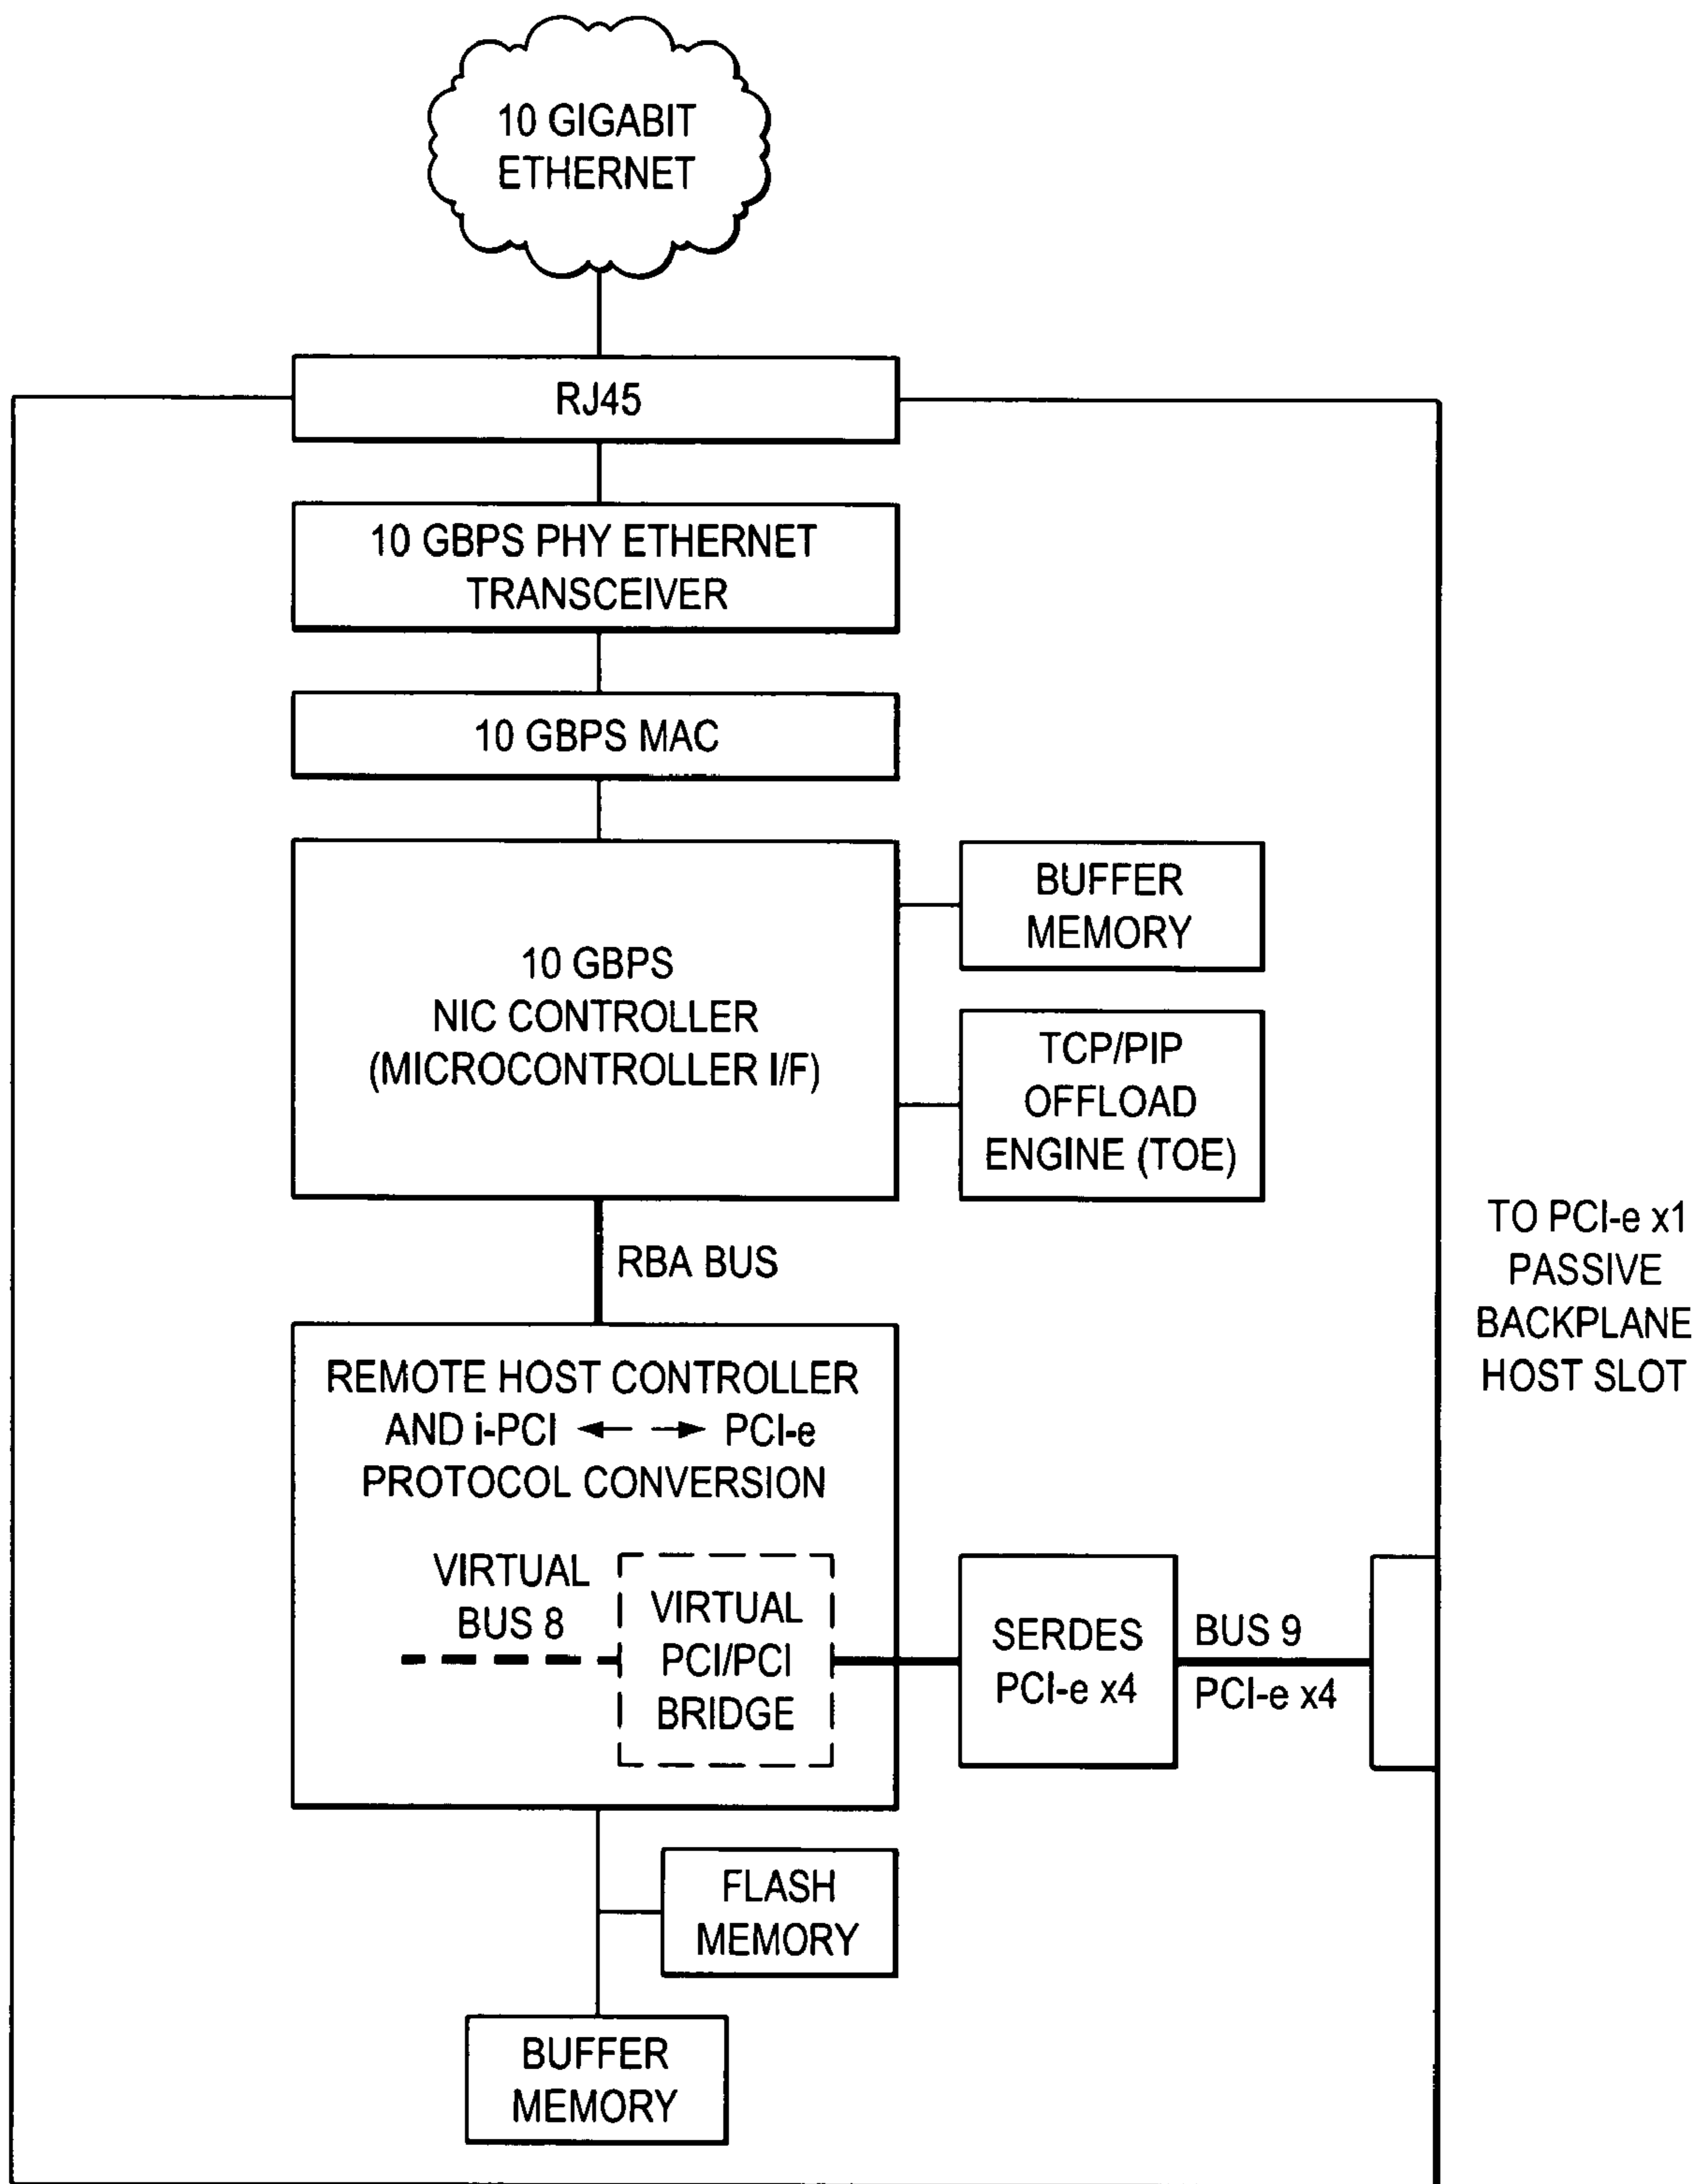 10 GIGABIT
ETHERNET
RJ45
10 GBPS PHY ETHERNET
TRANSCEIVER
10 GBPS MAC
10 GBPS
NIC CONTROLLER
(MICROCONTROLLER I/F)
BUFFER
MEMORY
TCP/PIP
OFFLOAD
ENGINE (TOE)
RBA BUS
TO PCI-e x1
PASSIVE
BACKPLANE
HOST SLOT
REMOTE HOST CONTROLLER
AND i-PCI ◄– –► PCI-e
PROTOCOL CONVERSION
VIRTUAL
BUS 8
VIRTUAL
PCI/PCI
BRIDGE
SERDES
PCI-e x4
BUS 9
PCI-e x4
FLASH
MEMORY
BUFFER
MEMORY